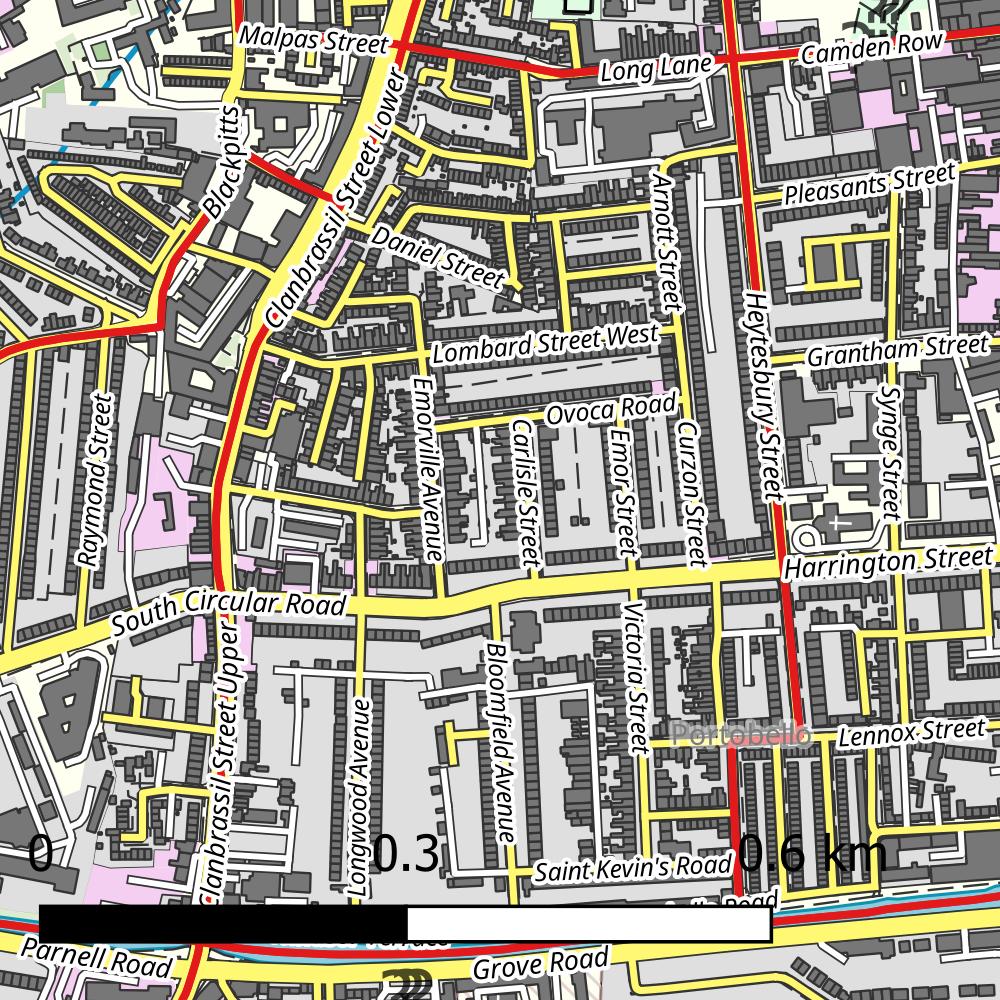 Malpas Street
Long Lane
Camden Row
Blackpitts
Clanbrassil Street Lower
Arnott Street
Pleasants Street
Daniel Street
Heytesbury Street
Lombard Street West
Grantham Street
Raymond Street
Emorville Avenue
Ovoca Road
Carlisle Street
Emor Street
Curzon Street
Synge Street
Harrington Street
South Circular Road
Clanbrassil Street Upper
Bloomfield Avenue
Victoria Street
Portobello
Lennox Street
Longwood Avenue
0 0.3 0.6 km
Saint Kevin's Road
Road
Parnell Road
Grove Road